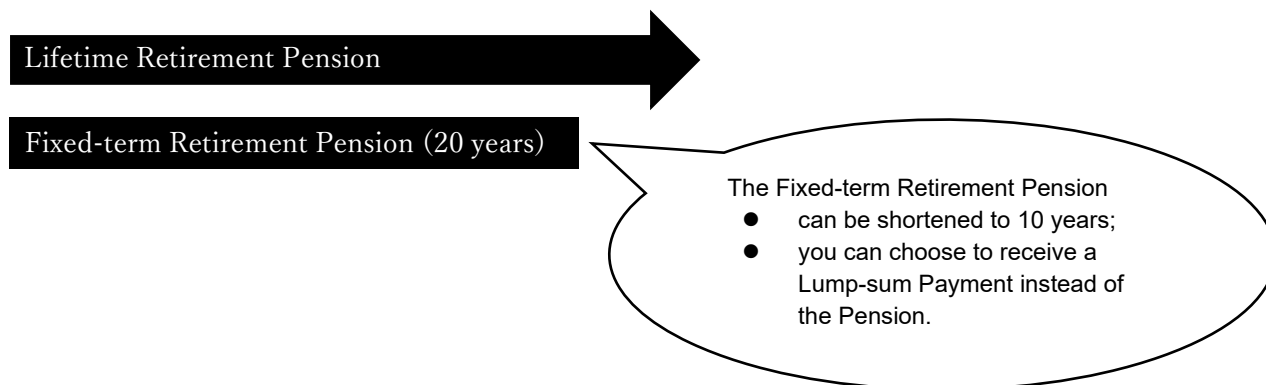 Lifetime Retirement Pension
Fixed-term Retirement Pension (20 years)
The Fixed-term Retirement Pension
● can be shortened to 10 years;
● you can choose to receive a
Lump-sum Payment instead of
the Pension.